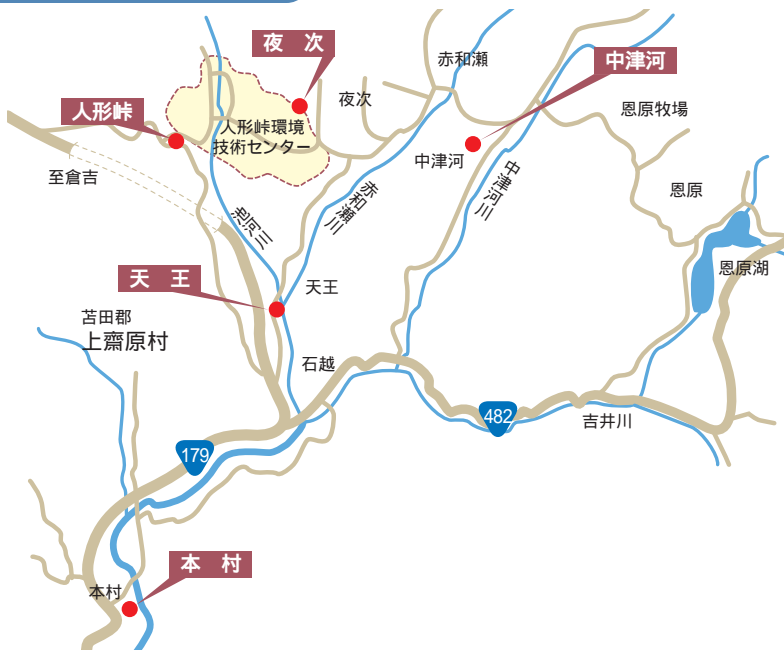 夜 次
赤和瀬
中津河
人形峠
夜次
恩原牧場
人形峠環境
技術センター
中津河
至倉吉
恩原
赤和瀬川
中津河川
池河川
恩原湖
天 王
天王
苫田郡
上齋原村
石越
482
吉井川
179
本 村
本村